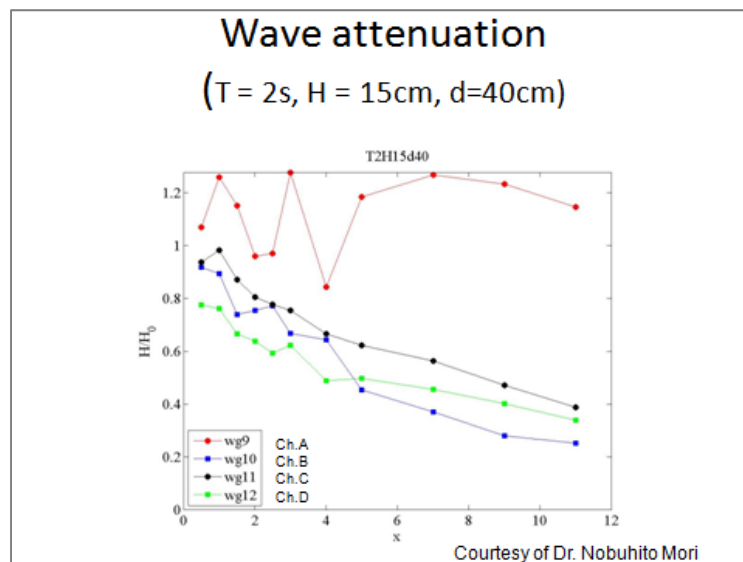 Wave attenuation
(T = 2s, H = 15cm, d=40cm)
T2H15d40
1.2
1
0.8
0.6
0.4
0.2
0
H/H0
wg9 Ch.A
wg10 Ch.B
wg11 Ch.C
wg12 Ch.D
0 2 4 6 8 10 12
x
Courtesy of Dr. Nobuhito Mori